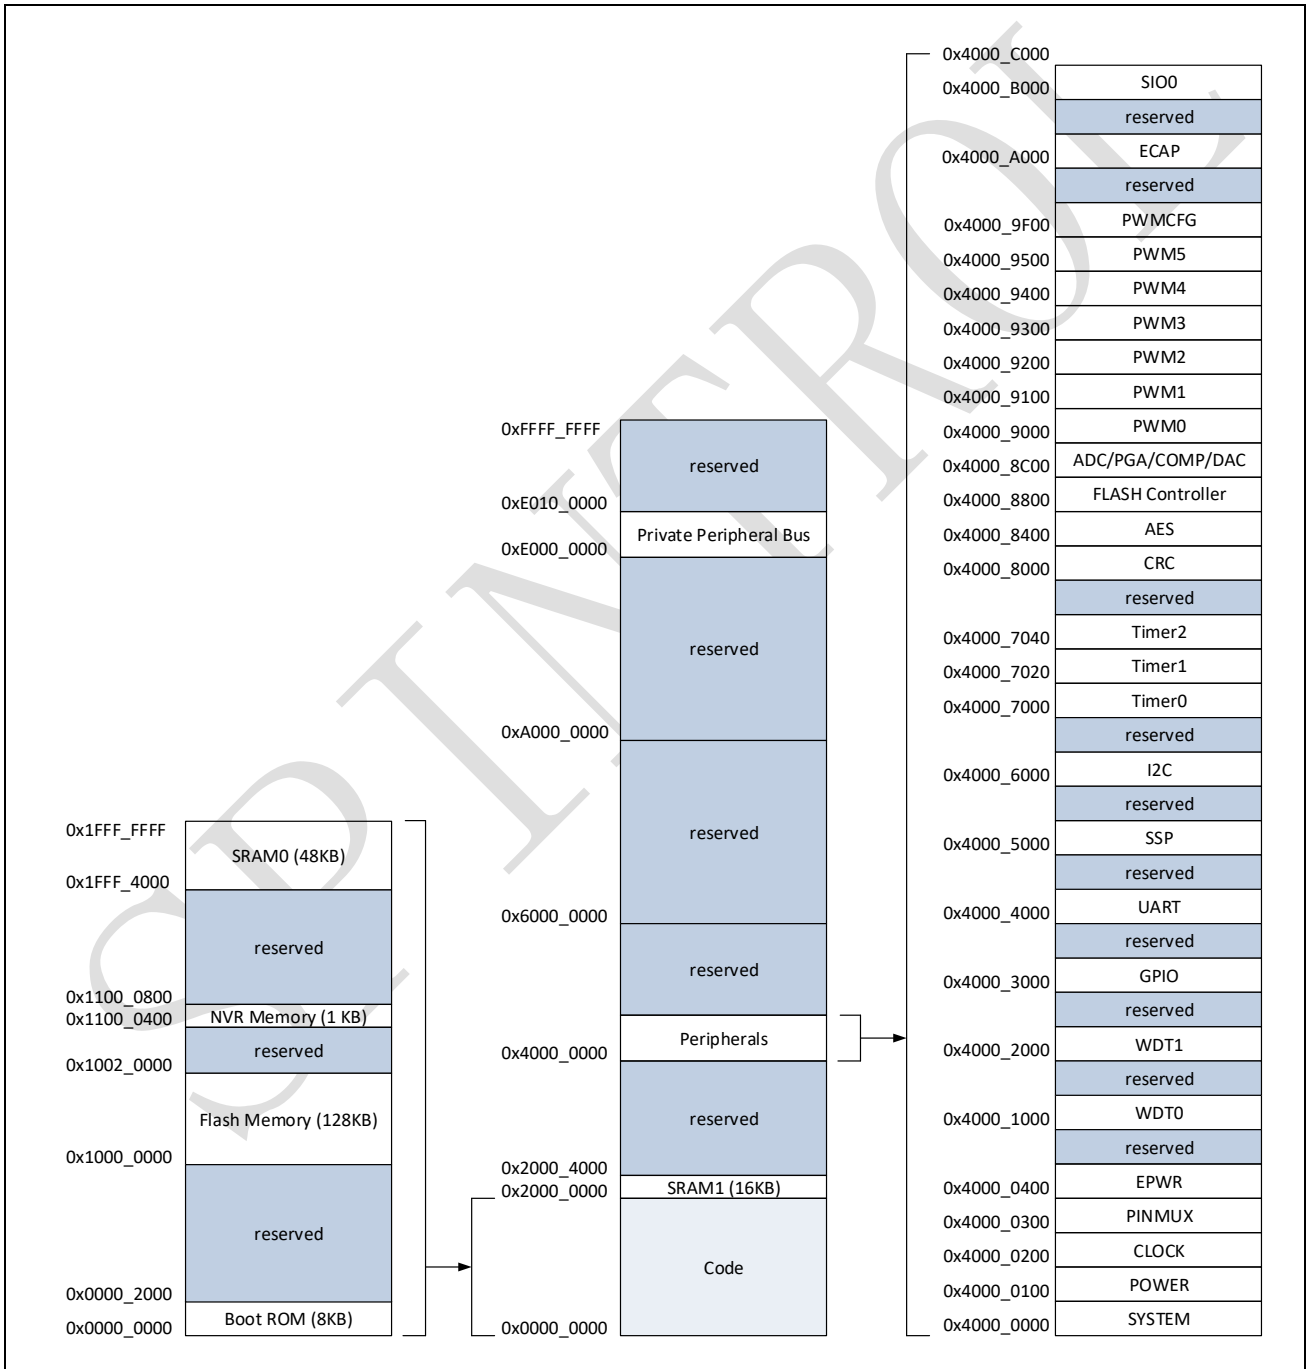 SPINTROL
0x4000_C000
SIO0
0x4000_B000
reserved
ECAP
0x4000_A000
reserved
PWMCFG
0x4000_9F00
PWM5
0x4000_9500
PWM4
0x4000_9400
PWM3
0x4000_9300
PWM2
0x4000_9200
PWM1
0x4000_9100
PWM0
0x4000_9000
ADC/PGA/COMP/DAC
0x4000_8C00
FLASH Controller
0x4000_8800
AES
0x4000_8400
CRC
0x4000_8000
reserved
Timer2
0x4000_7040
Timer1
0x4000_7020
Timer0
0x4000_7000
reserved
I2C
0x4000_6000
reserved
SSP
0x4000_5000
reserved
UART
0x4000_4000
reserved
GPIO
0x4000_3000
reserved
WDT1
0x4000_2000
reserved
WDT0
0x4000_1000
reserved
EPWR
0x4000_0400
PINMUX
0x4000_0300
CLOCK
0x4000_0200
POWER
0x4000_0100
SYSTEM
0x4000_0000
0xFFFF_FFFF
reserved
0xE010_0000
Private Peripheral Bus
0xE000_0000
reserved
0xA000_0000
reserved
0x6000_0000
reserved
Peripherals
0x4000_0000
reserved
0x2000_4000
SRAM1 (16KB)
0x2000_0000
Code
0x0000_0000
0x1FFF_FFFF
SRAM0 (48KB)
0x1FFF_4000
reserved
0x1100_0800
NVR Memory (1 KB)
0x1100_0400
reserved
0x1002_0000
Flash Memory (128KB)
0x1000_0000
reserved
0x0000_2000
Boot ROM (8KB)
0x0000_0000